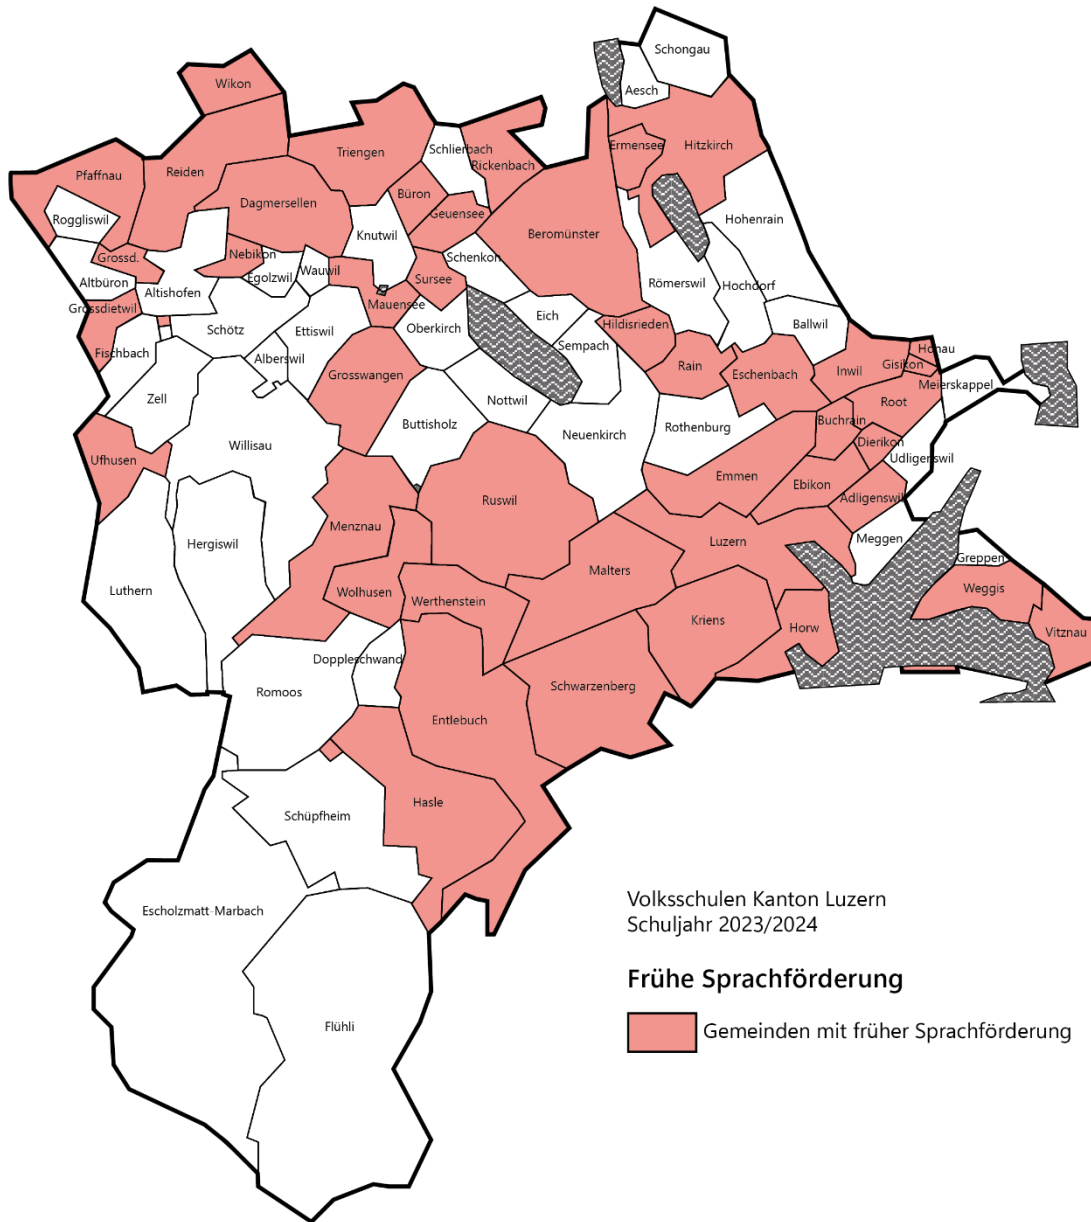 Schongau
Aesch
Wikon
Ermensee
Hitzkirch
Triengen
Schlierbach
Rickenbach
Pfaffnau
Reiden
Büron
Dagmersellen
Geuensee
Roggliswil
Hohenrain
Knutwil
Beromünster
Nebikon
Grossd.
Schenkon
Wauwil
Egolzwil
Sursee
Altbüron
Altishofen
Römerswil
Hochdorf
Mauensee
Grossdietwil
Eich
Hildisrieden
Schötz
Ettiswil
Oberkirch
Ballwil
Sempach
Fischbach
Alberswil
Honau
Gisikon
Rain
Eschenbach
Inwil
Grosswangen
Meierskappel
Zell
Nottwil
Root
Buttisholz
Buchrain
Willisau
Neuenkirch
Rothenburg
Dierikon
Udligenswil
Ufhusen
Emmen
Ebikon
Ruswil
Adligenswil
Menznau
Meggen
Hergiswil
Luzern
Greppen
Malters
Luthern
Wolhusen
Werthenstein
Weggis
Kriens
Horw
Vitznau
Doppleschwand
Schwarzenberg
Romoos
Entlebuch
Hasle
Schüpfheim
Escholzmatt-Marbach
Flühli
Volksschulen Kanton Luzern
Schuljahr 2023/2024
Frühe Sprachförderung
Gemeinden mit früher Sprachförderung